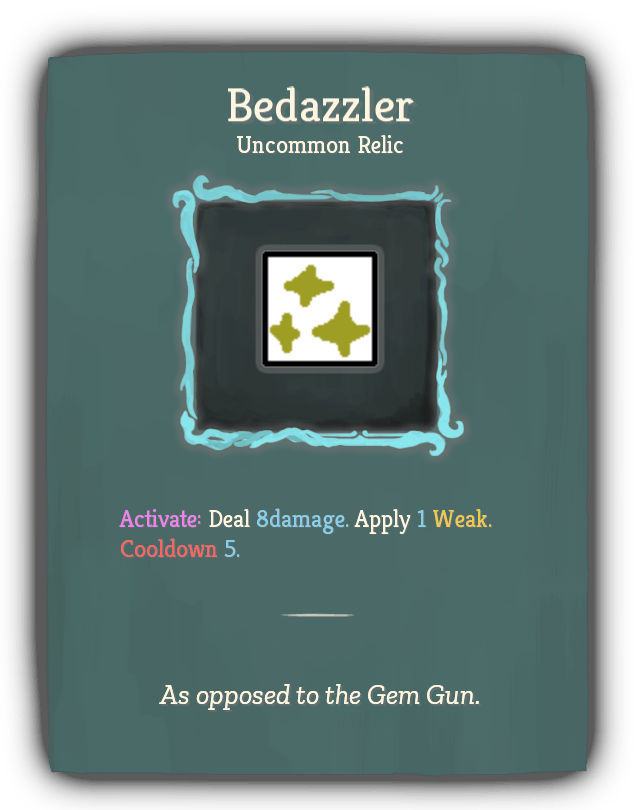 Bedazzler
Uncommon Relic
Activate: Deal 8damage. Apply 1 Weak.
Cooldown 5.
As opposed to the Gem Gun.